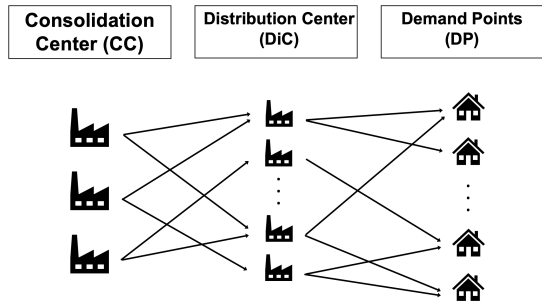 Consolidation
Center (CC)
Distribution Center
(DiC)
Demand Points
(DP)